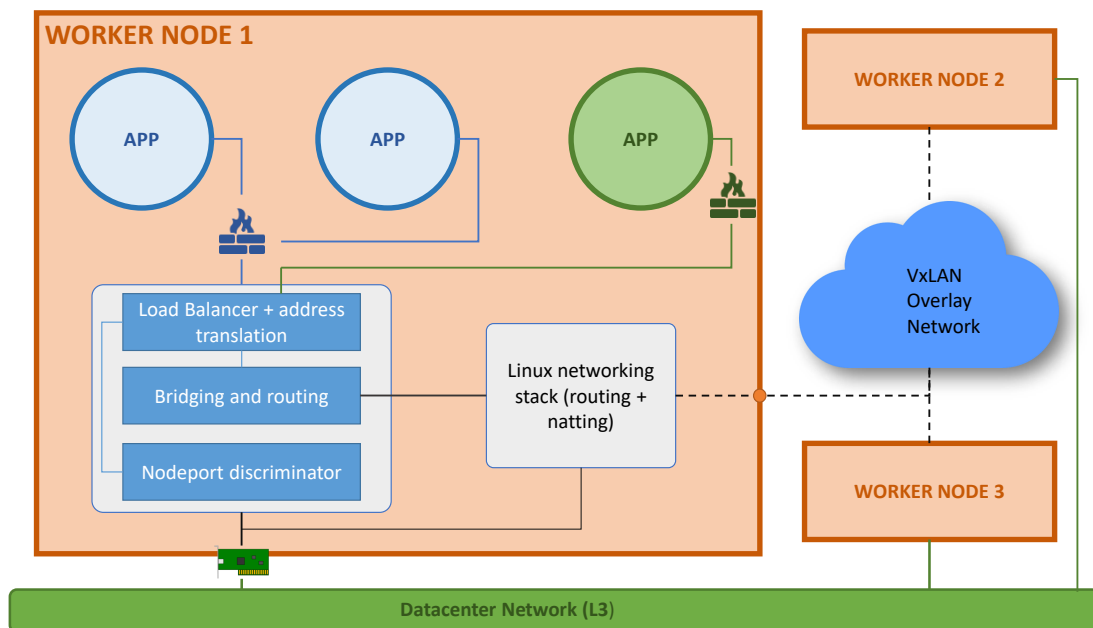 WORKER NODE 1
WORKER NODE 2
APP
APP
APP
VxLAN
Overlay
Network
Load Balancer + address
translation
Linux networking
stack (routing +
natting)
Bridging and routing
Nodeport discriminator
WORKER NODE 3
Datacenter Network (L3)